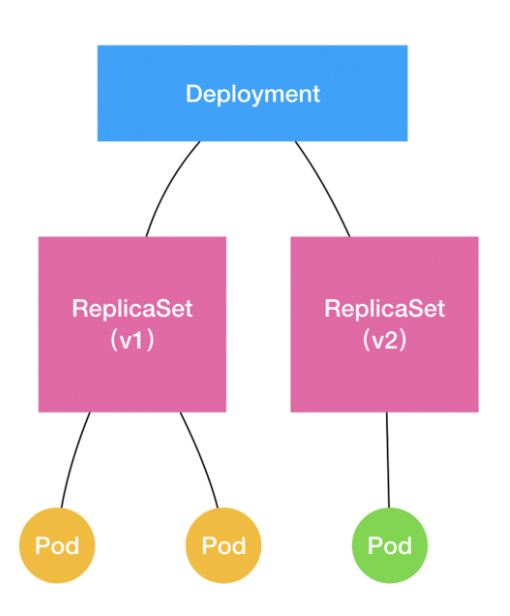 Deployment
ReplicaSet
（v1）
ReplicaSet
（v2）
Pod
Pod
Pod